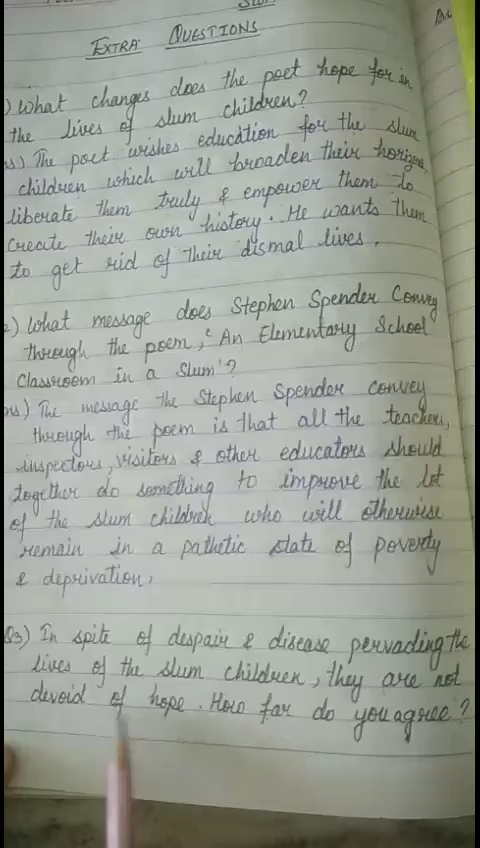 EXTRA QUESTIONS
) What changes does the poet hope for in
the lives of slum children?
ns) The poet wishes education for the slum
children which will broaden their horizons,
liberate them truly & empower them to
create their own history. He wants them
to get rid of their dismal lives.
2) What message does Stephen Spender Convey
through the poem, 'An Elementary School
Classroom in a Slum'?
ns) The message the Stephen Spender convey
through the poem is that all the teachers,
inspectors, visitors & other educators should
together do something to improve the lot
of the slum children who will otherwise
remain in a pathetic state of poverty
& deprivation.
Q3) In spite of despair & disease pervading the
lives of the slum children, they are not
devoid of hope. How far do you agree?